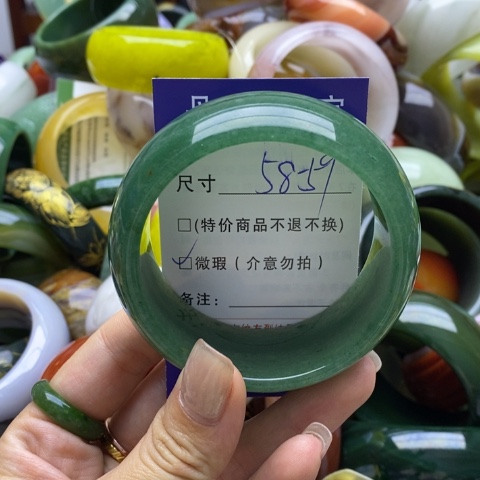 尺寸 58-59
□(特价商品不退不换)
☑微瑕(介意勿拍)
备注: